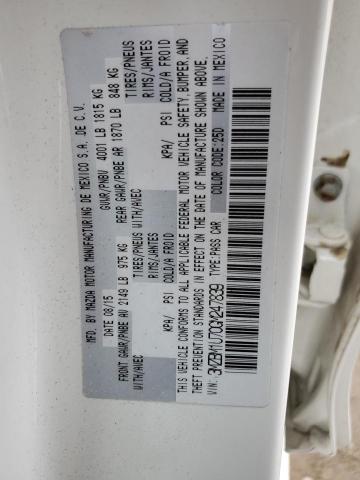 MFG. BY MAZDA MOTOR MANUFACTURING DE MEXICO S.A. DE C.V.
DATE 08/15 GVWR/PNBV 4001 LB 1815 KG
FRONT GAWR/PNBE AV 2149 LB 975 KG REAR GAWR/PNBE AR 1870 LB 848 KG
WITH/AVEC TIRES/PNEUS WITH/AVEC TIRES/PNEUS
RIMS/JANTES RIMS/JANTES
KPA/ PSI COLD/A FROID KPA/ PSI COLD/A FROID
THIS VEHICLE CONFORMS TO ALL APPLICABLE FEDERAL MOTOR VEHICLE SAFETY, BUMPER, AND
THEFT PREVENTION STANDARDS IN EFFECT ON THE DATE OF MANUFACTURE SHOWN ABOVE.
VIN: 3MZBM1U70GM247839 TYPE:PASS CAR COLOR CODE:25D MADE IN MEXICO